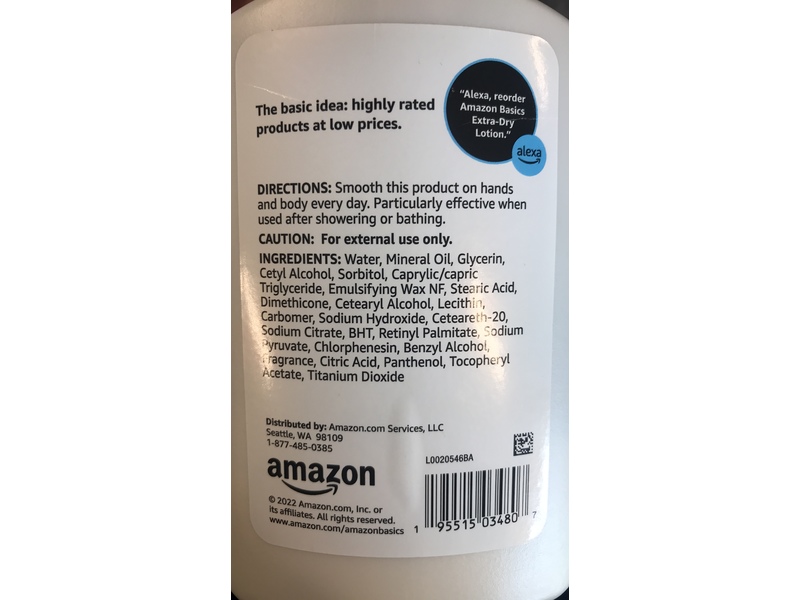 The basic idea: highly rated
products at low prices.
"Alexa, reorder
Amazon Basics
Extra-Dry
Lotion."
alexa
DIRECTIONS: Smooth this product on hands
and body every day. Particularly effective when
used after showering or bathing.
CAUTION: For external use only.
INGREDIENTS: Water, Mineral Oil, Glycerin,
Cetyl Alcohol, Sorbitol, Caprylic/capric
Triglyceride, Emulsifying Wax NF, Stearic Acid,
Dimethicone, Cetearyl Alcohol, Lecithin,
Carbomer, Sodium Hydroxide, Ceteareth-20,
Sodium Citrate, BHT, Retinyl Palmitate, Sodium
Pyruvate, Chlorphenesin, Benzyl Alcohol,
Fragrance, Citric Acid, Panthenol, Tocopheryl
Acetate, Titanium Dioxide
Distributed by: Amazon.com Services, LLC
Seattle, WA 98109
1-877-485-0385
amazon
© 2022 Amazon.com, Inc. or
its affiliates. All rights reserved.
www.amazon.com/amazonbasics
L0020546BA
1 95515 03480 7